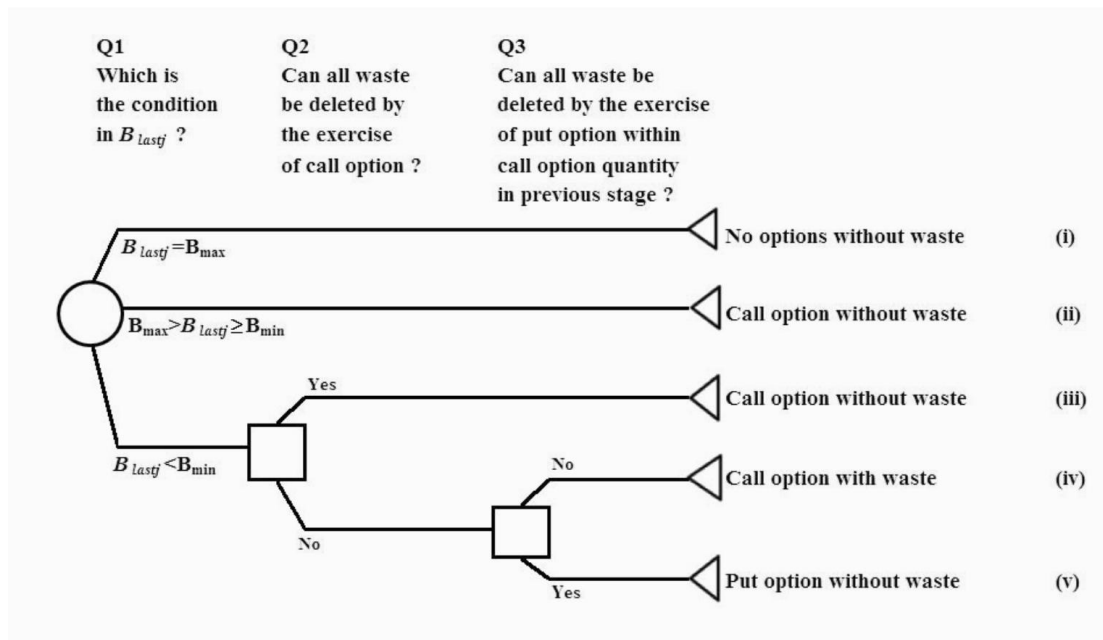 Q1
Which is
the condition
in B lastj ?
Q2
Can all waste
be deleted by
the exercise
of call option ?
Q3
Can all waste be
deleted by the exercise
of put option within
call option quantity
in previous stage ?
B lastj =Bmax
No options without waste (i)
Bmax>B lastj ≥Bmin
Call option without waste (ii)
Yes
Call option without waste (iii)
B lastj <Bmin
No
Call option with waste (iv)
No
Yes
Put option without waste (v)